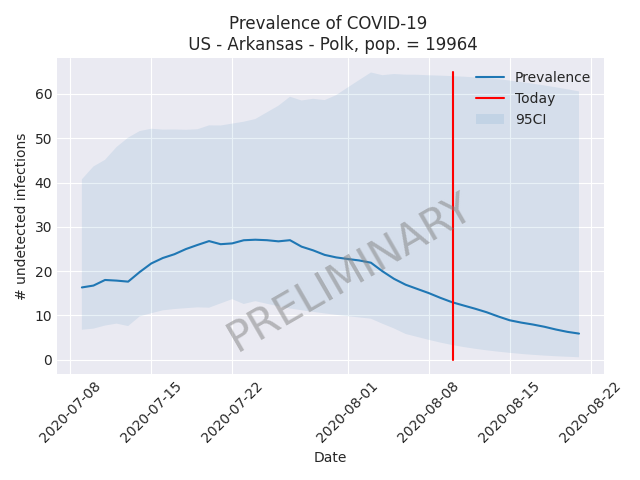 Prevalence of COVID-19
US - Arkansas - Polk, pop. = 19964
# undetected infections
60
50
40
30
20
10
0
Prevalence
Today
95CI
PRELIMINARY
2020-07-08
2020-07-15
2020-07-22
2020-08-01
2020-08-08
2020-08-15
2020-08-22
Date